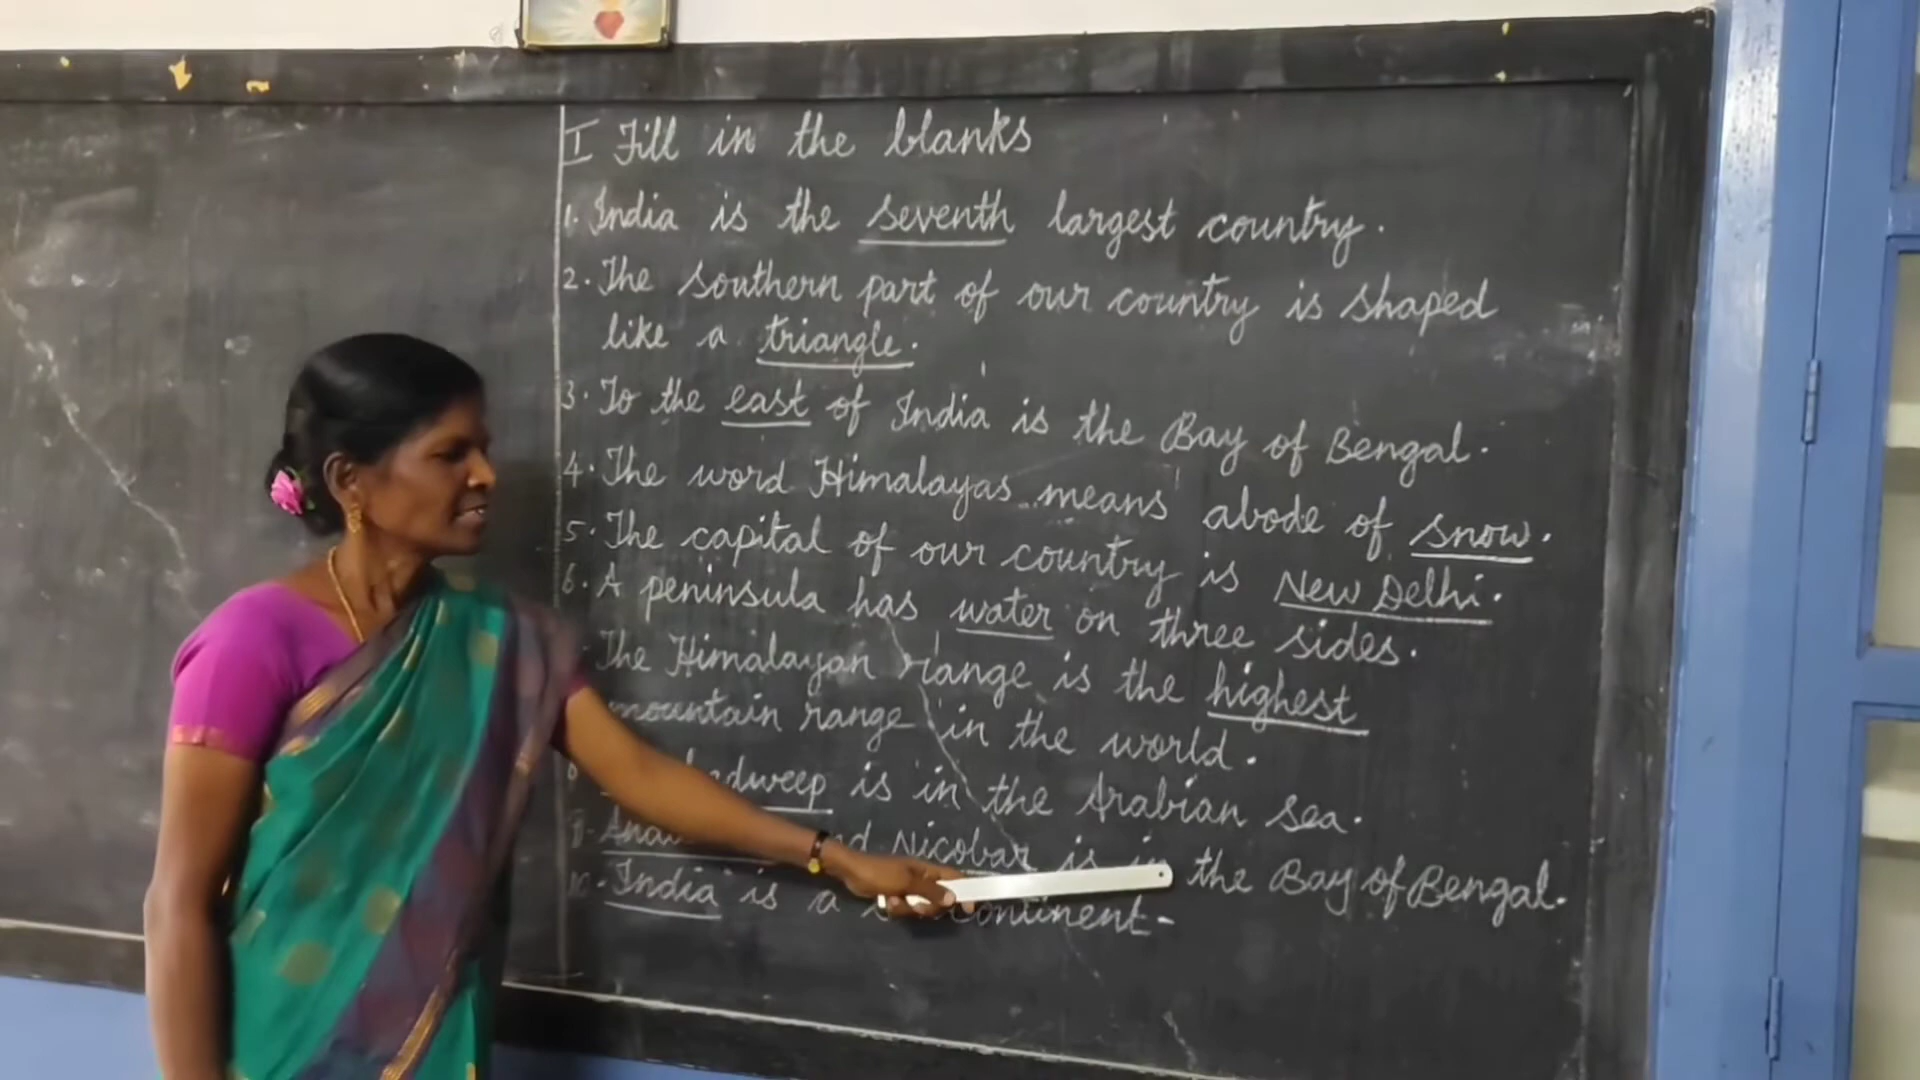 I Fill in the blanks
1. India is the seventh largest country.
2. The southern part of our country is shaped
like a triangle.
3. To the east of India is the Bay of Bengal.
4. The word Himalayas means abode of snow.
5. The capital of our country is New Delhi.
6. A peninsula has water on three sides.
The Himalayan range is the highest
mountain range in the world.
is in the Arabian sea.
Nicobar is in the Bay of Bengal.
10. India is a continent.